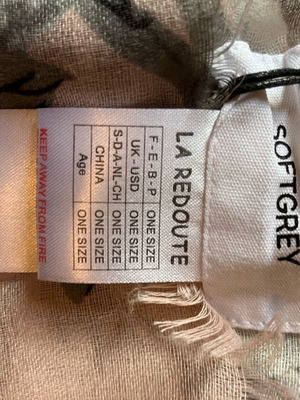 SOFTGREY
LA REDOUTE
F - E - B - P ONE SIZE
UK - USD ONE SIZE
S-D-A-NL-CH ONE SIZE
CHINA ONE SIZE
Age ONE SIZE
KEEP AWAY FROM FIRE